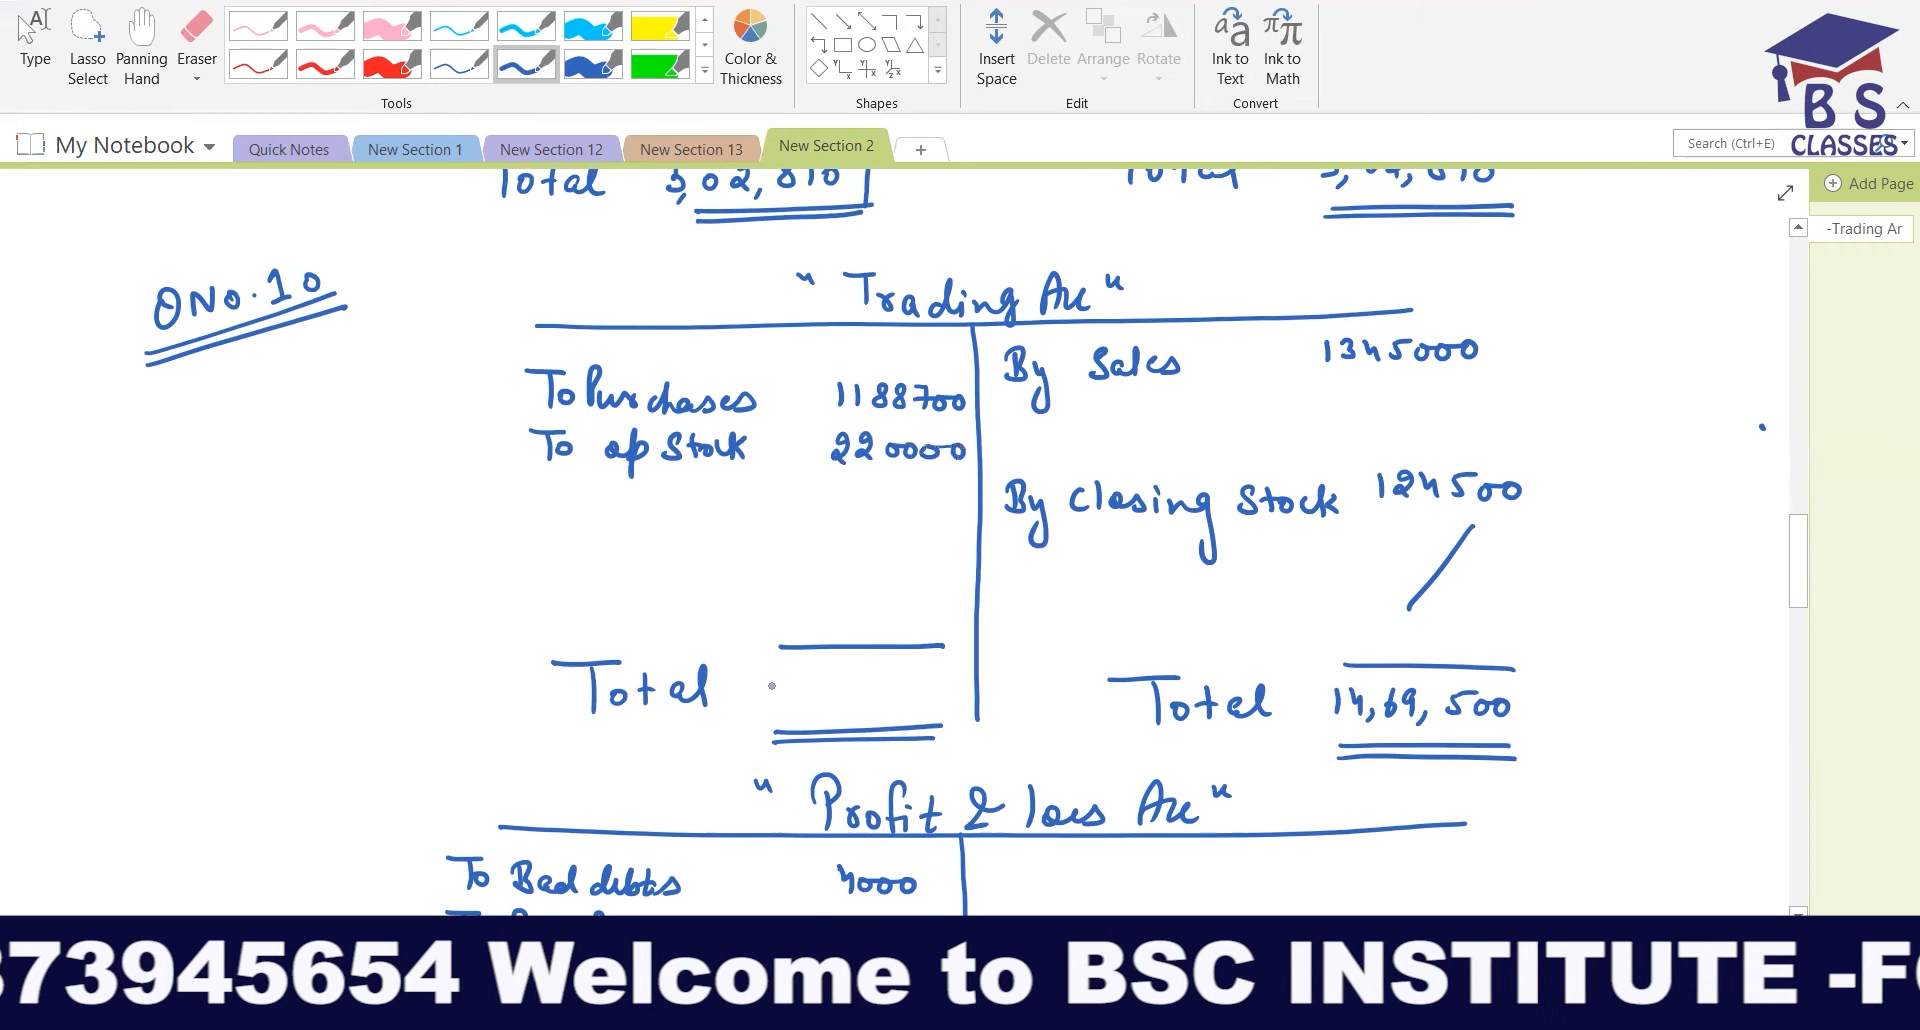 Type
Lasso Select
Panning Hand
Eraser
Color & Thickness
Insert Space
Delete
Arrange
Rotate
Ink to Text
Ink to Math
Tools
Shapes
Edit
Convert
BS
CLASSES
My Notebook
Quick Notes
New Section 1
New Section 12
New Section 13
New Section 2
Search (Ctrl+E)
Add Page
-Trading Ar
Total
Total
QNo.10
"Trading A/c"
To Purchases 1188700
By Sales 1345000
To op Stock 220000
By Closing Stock 124500
Total
Total 14,69,500
"Profit & loss A/c"
To Bad debts 4000
373945654 Welcome to BSC INSTITUTE -F